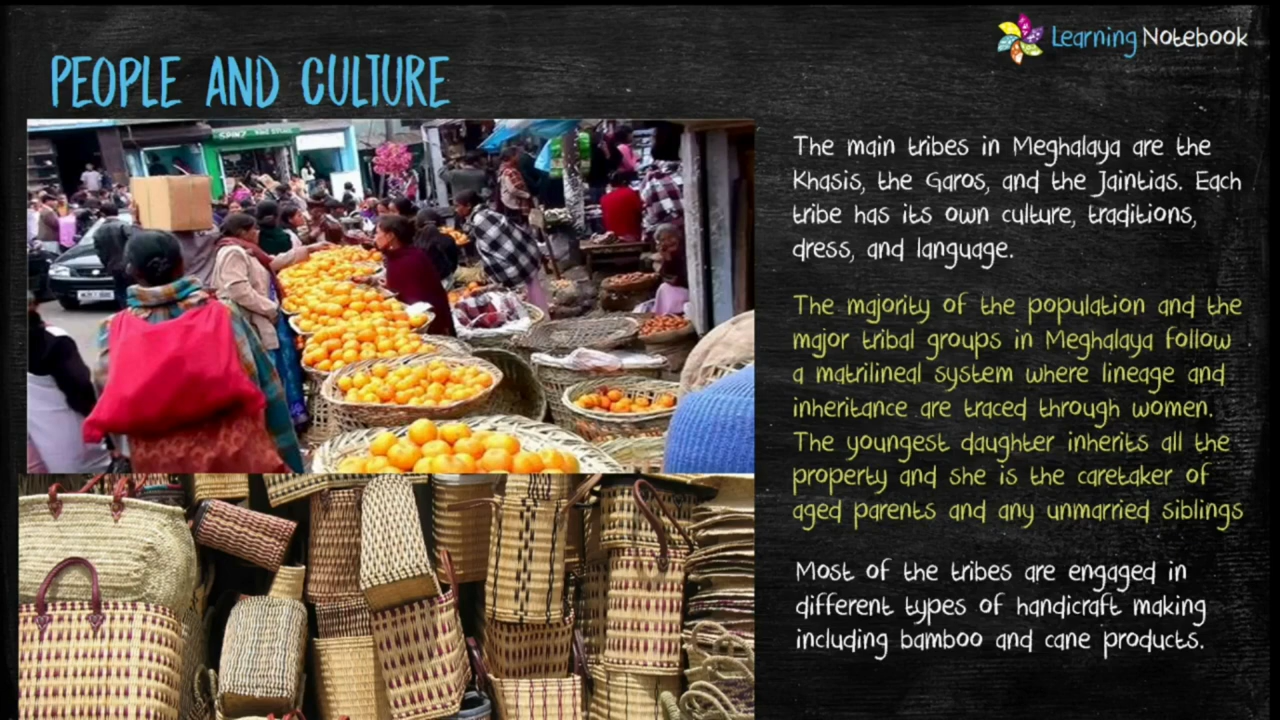 Learning Notebook
PEOPLE AND CULTURE
The main tribes in Meghalaya are the
Khasis, the Garos, and the Jaintias. Each
tribe has its own culture, traditions,
dress, and language.
The majority of the population and the
major tribal groups in Meghalaya follow
a matrilineal system where lineage and
inheritance are traced through women.
The youngest daughter inherits all the
property and she is the caretaker of
aged parents and any unmarried siblings
Most of the tribes are engaged in
different types of handicraft making
including bamboo and cane products.